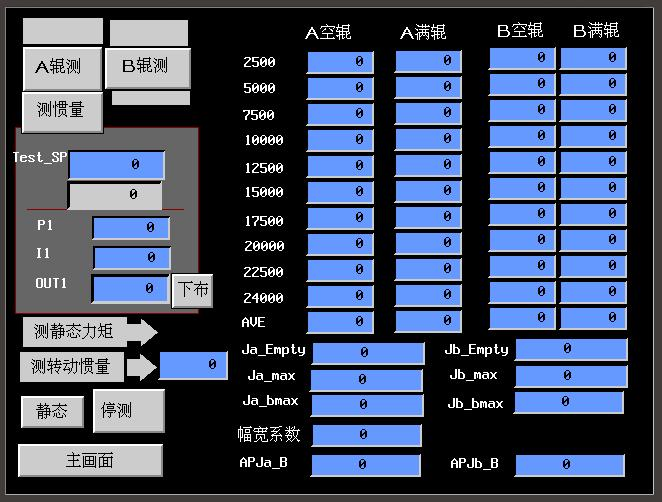 A空辊 A满辊 B空辊 B满辊
A辊测 B辊测
测惯量
2500 0 0 0 0
5000 0 0 0 0
7500 0 0 0 0
10000 0 0 0 0
12500 0 0 0 0
15000 0 0 0 0
17500 0 0 0 0
20000 0 0 0 0
22500 0 0 0 0
24000 0 0 0 0
AVE 0 0 0 0
Test_SP 0
0
P1 0
I1 0
OUT1 0 下布
测静态力矩
测转动惯量 0
静态 停测
主画面
Ja_Empty 0 Jb_Empty 0
Ja_max 0 Jb_max 0
Ja_bmax 0 Jb_bmax 0
幅宽系数 0
APJa_B 0 APJb_B 0